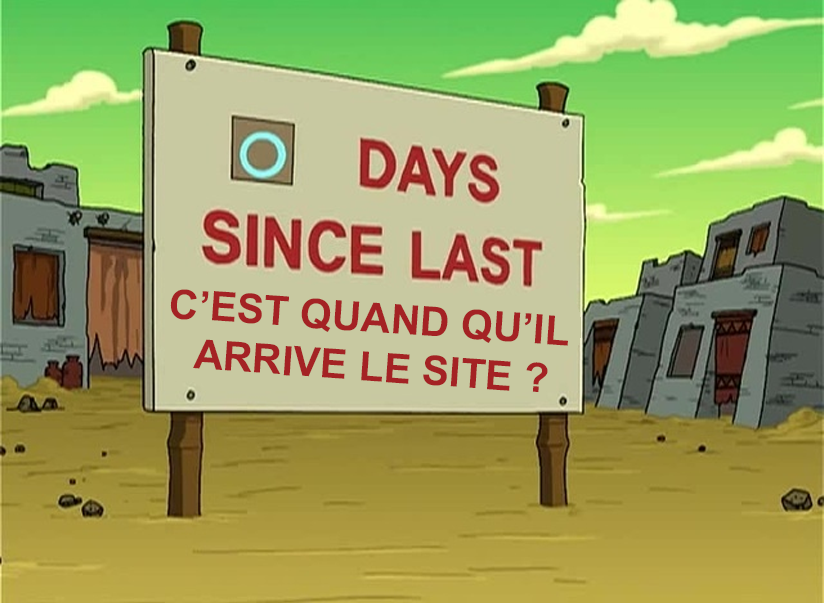 0 DAYS
SINCE LAST
C’EST QUAND QU’IL
ARRIVE LE SITE ?